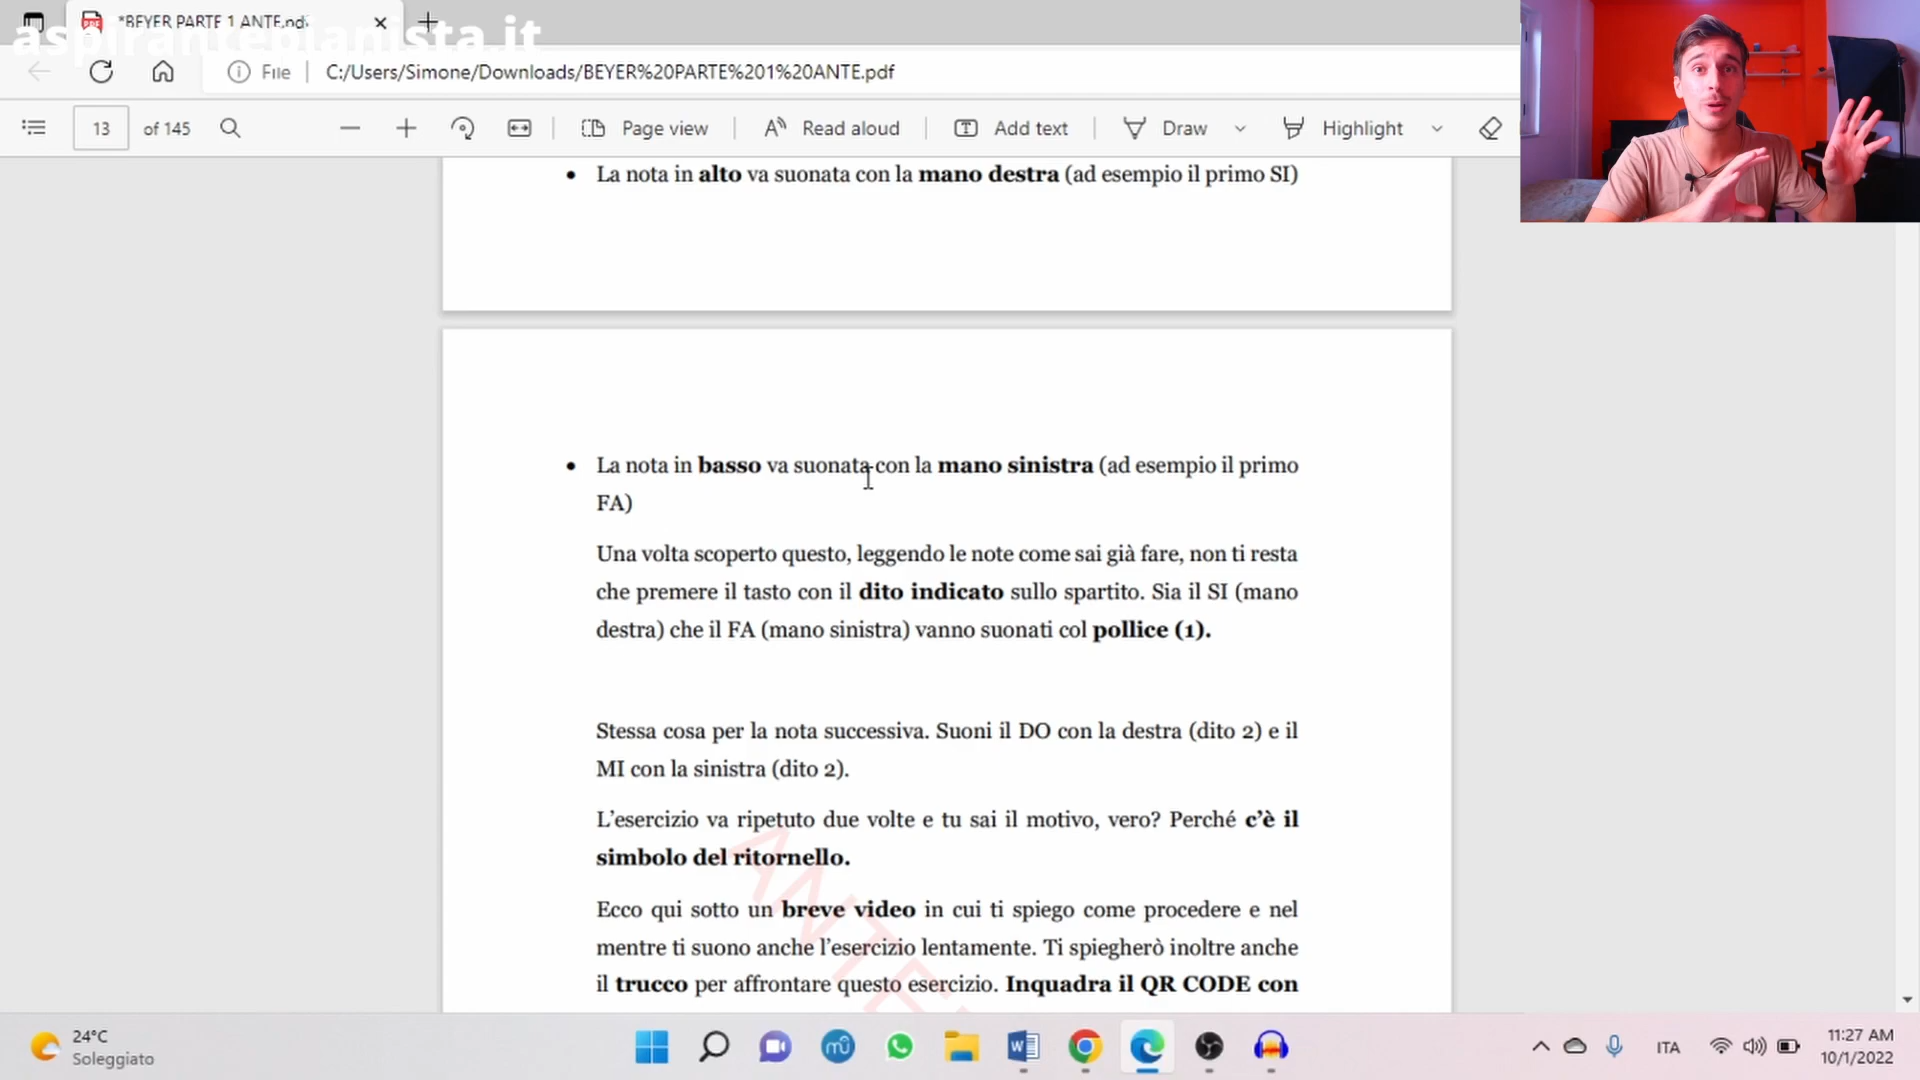 *BEYER PARTE 1 ANTE.pdf
aspirantepianista.it
File
C:/Users/Simone/Downloads/BEYER%20PARTE%201%20ANTE.pdf
13 of 145
Page view
Read aloud
Add text
Draw
Highlight
• La nota in alto va suonata con la mano destra (ad esempio il primo SI)
• La nota in basso va suonata con la mano sinistra (ad esempio il primo
FA)
Una volta scoperto questo, leggendo le note come sai già fare, non ti resta
che premere il tasto con il dito indicato sullo spartito. Sia il SI (mano
destra) che il FA (mano sinistra) vanno suonati col pollice (1).
Stessa cosa per la nota successiva. Suoni il DO con la destra (dito 2) e il
MI con la sinistra (dito 2).
L’esercizio va ripetuto due volte e tu sai il motivo, vero? Perché c’è il
simbolo del ritornello.
Ecco qui sotto un breve video in cui ti spiego come procedere e nel
mentre ti suono anche l’esercizio lentamente. Ti spiegherò inoltre anche
il trucco per affrontare questo esercizio. Inquadra il QR CODE con
24°C
Soleggiato
ITA
11:27 AM
10/1/2022